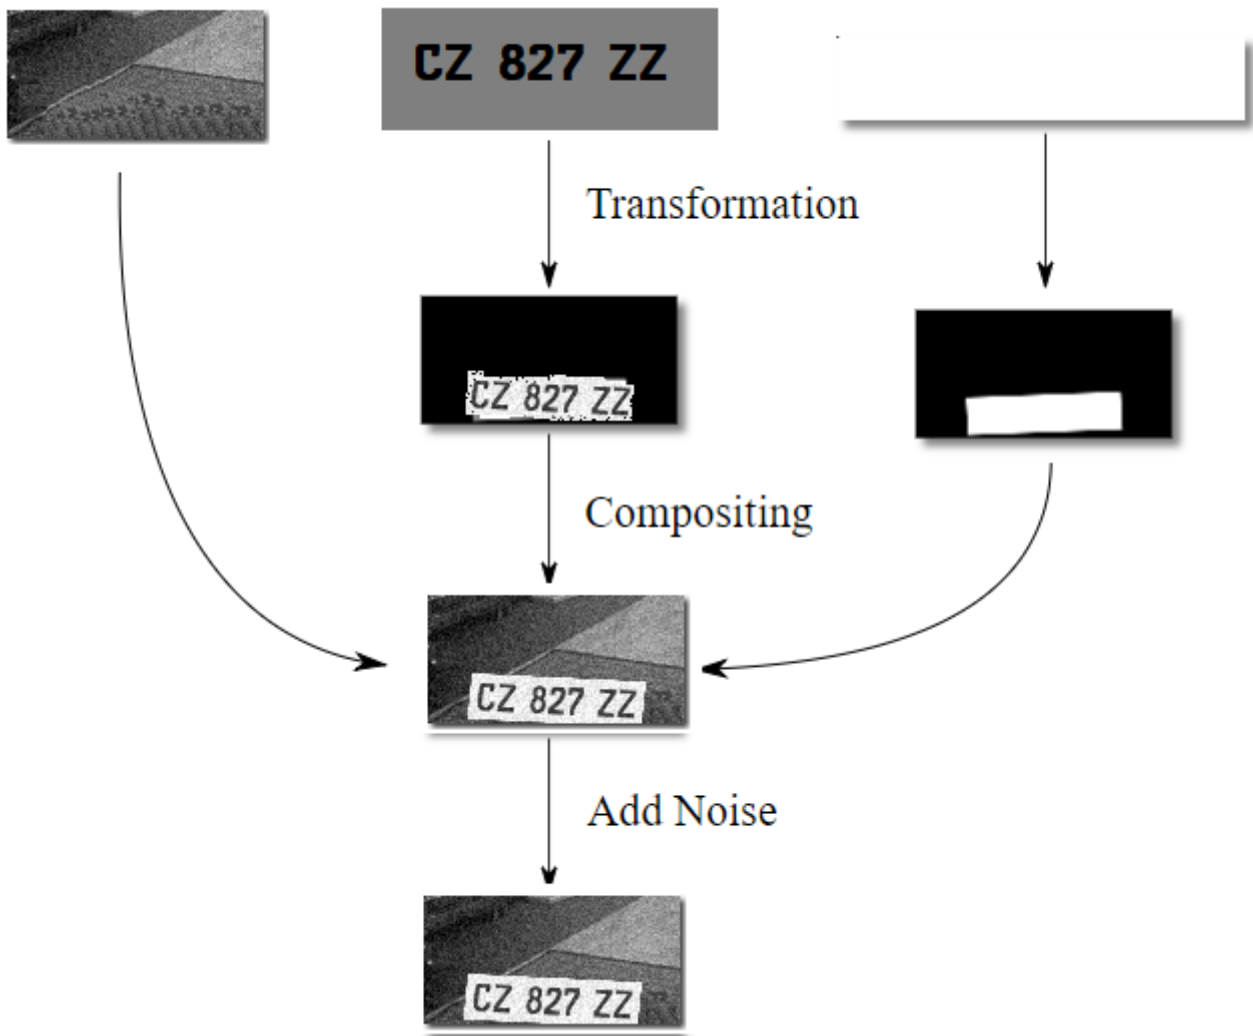 CZ 827 ZZ
Transformation
CZ 827 ZZ
Compositing
CZ 827 ZZ
Add Noise
CZ 827 ZZ